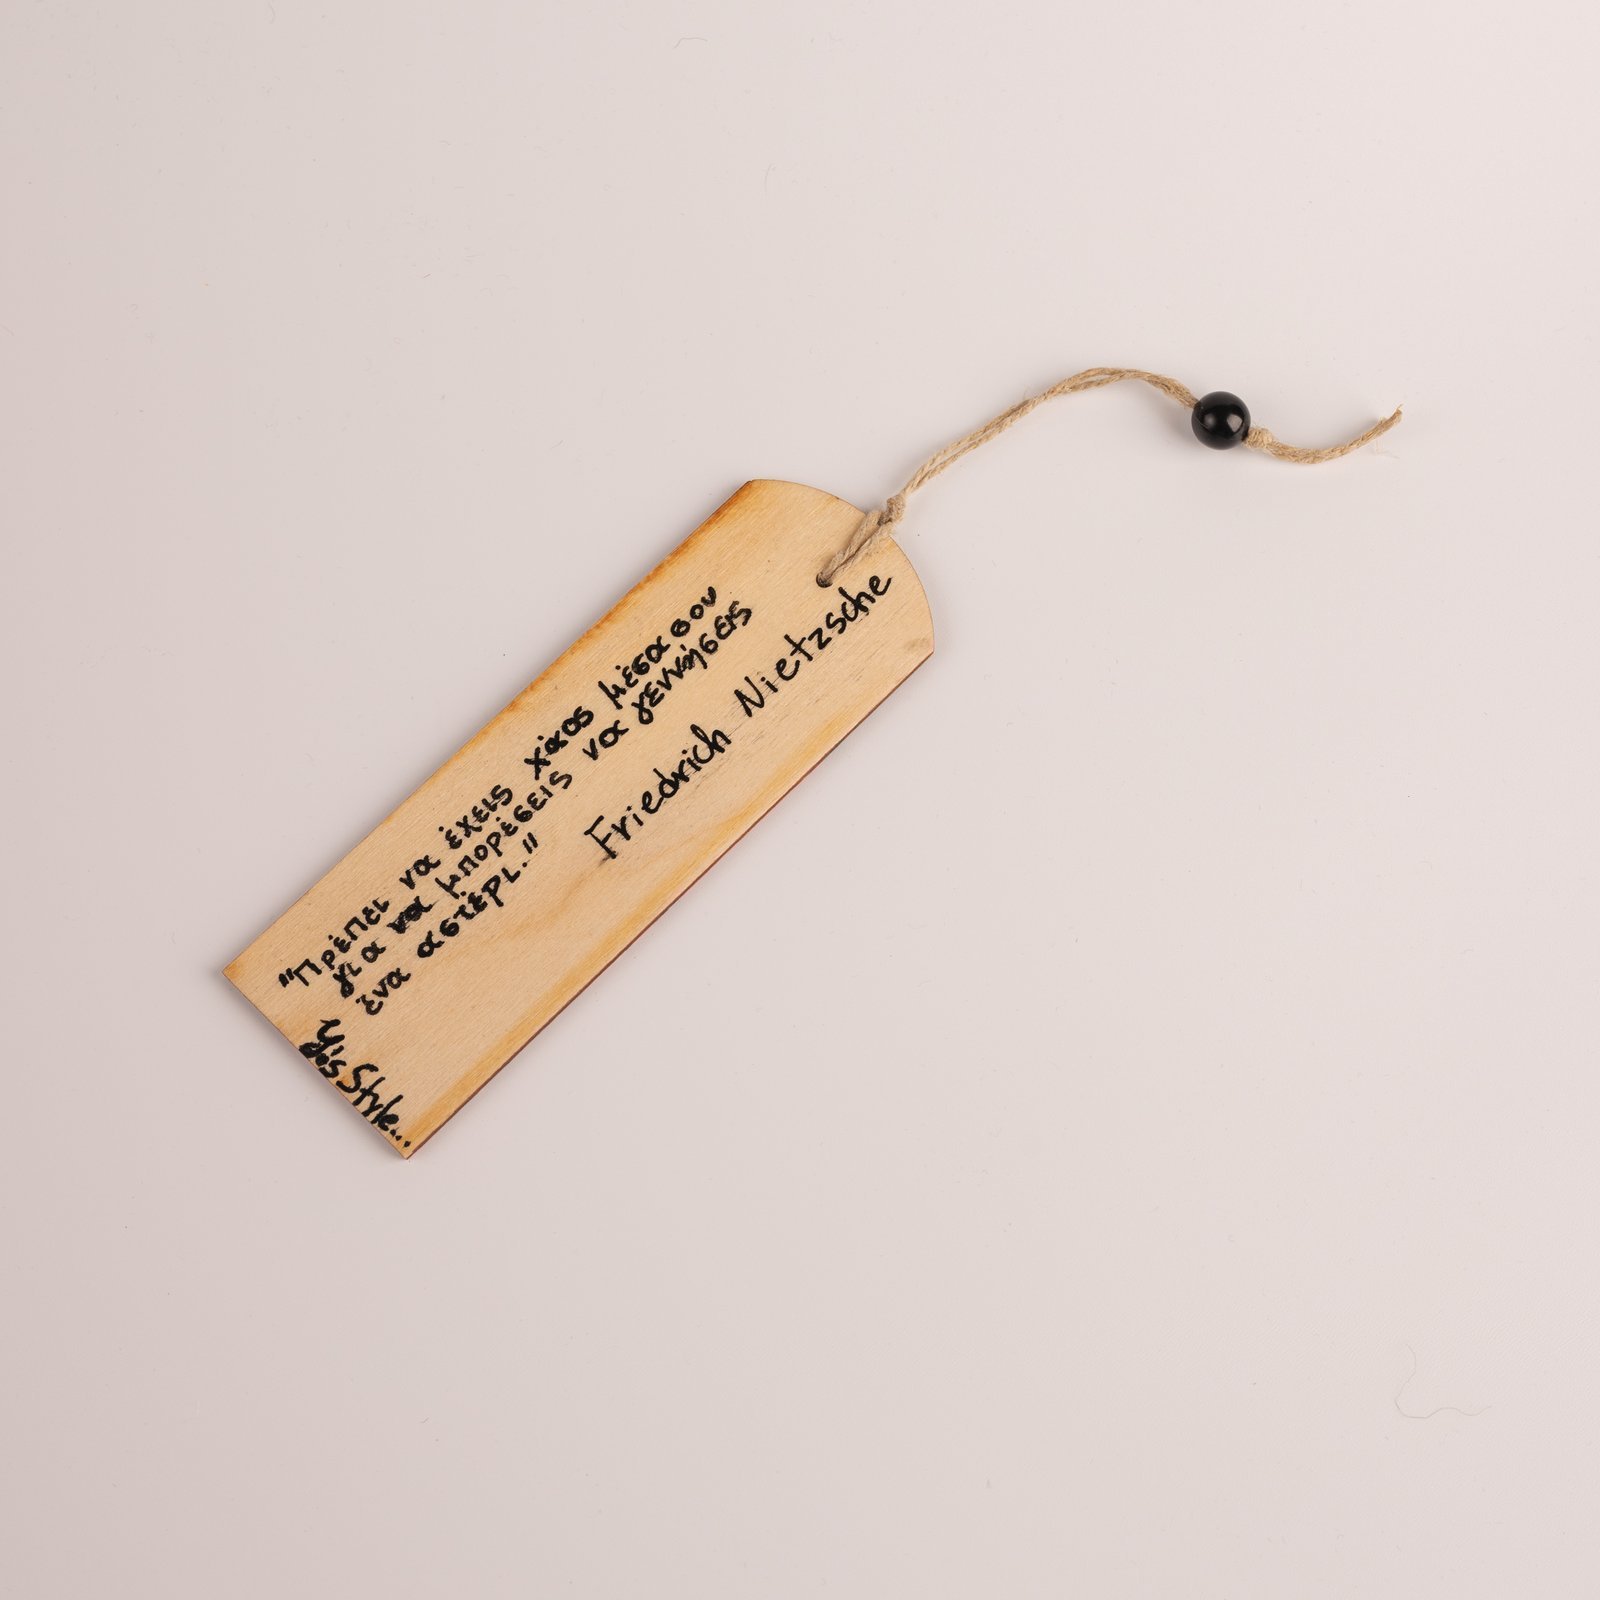 "Πρέπει να έχεις χάος μέσα σου
για να μπορέσεις να γεννήσεις
ένα αστέρι."
Friedrich Nietzsche
Style...